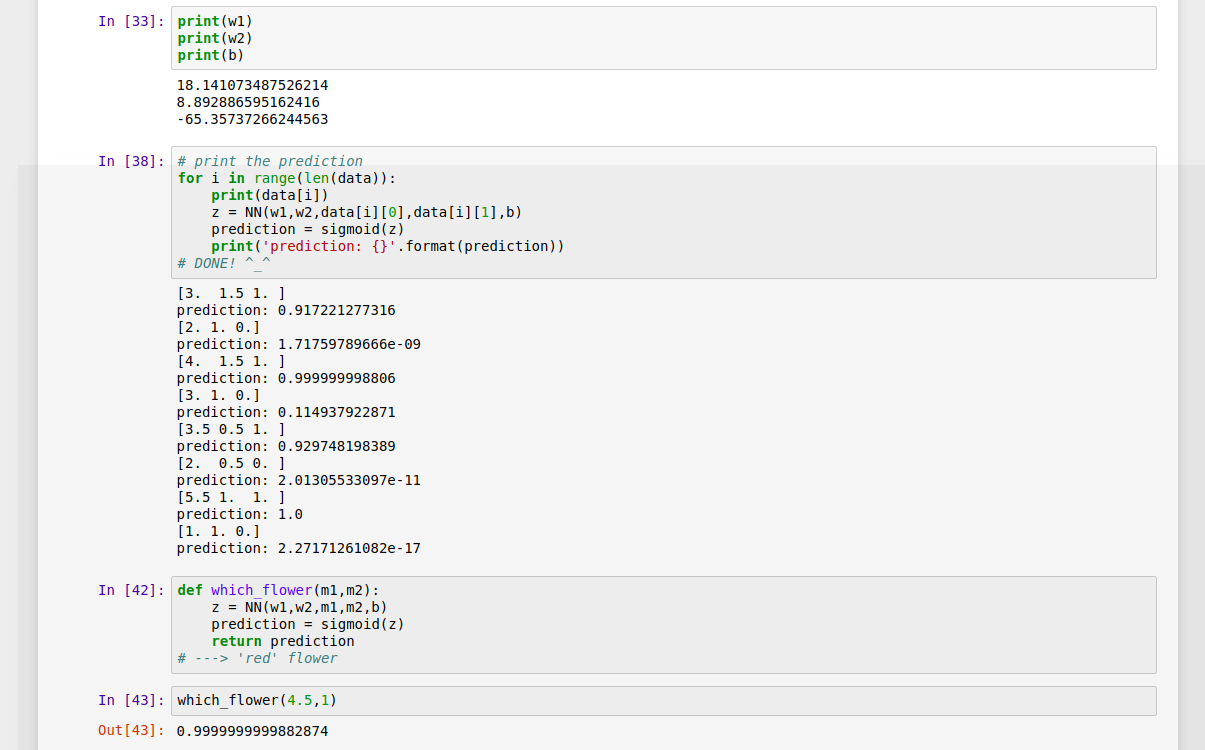 In [33]: print(w1)
print(w2)
print(b)
18.141073487526214
8.892886595162416
-65.35737266244563
In [38]: # print the prediction
for i in range(len(data)):
    print(data[i])
    z = NN(w1,w2,data[i][0],data[i][1],b)
    prediction = sigmoid(z)
    print('prediction: {}'.format(prediction))
# DONE! ^_^
[3.  1.5 1. ]
prediction: 0.917221277316
[2. 1. 0.]
prediction: 1.71759789666e-09
[4.  1.5 1. ]
prediction: 0.999999998806
[3. 1. 0.]
prediction: 0.114937922871
[3.5 0.5 1. ]
prediction: 0.929748198389
[2.  0.5 0. ]
prediction: 2.01305533097e-11
[5.5 1.  1. ]
prediction: 1.0
[1. 1. 0.]
prediction: 2.27171261082e-17
In [42]: def which_flower(m1,m2):
    z = NN(w1,w2,m1,m2,b)
    prediction = sigmoid(z)
    return prediction
# ---> 'red' flower
In [43]: which_flower(4.5,1)
Out[43]: 0.9999999999882874